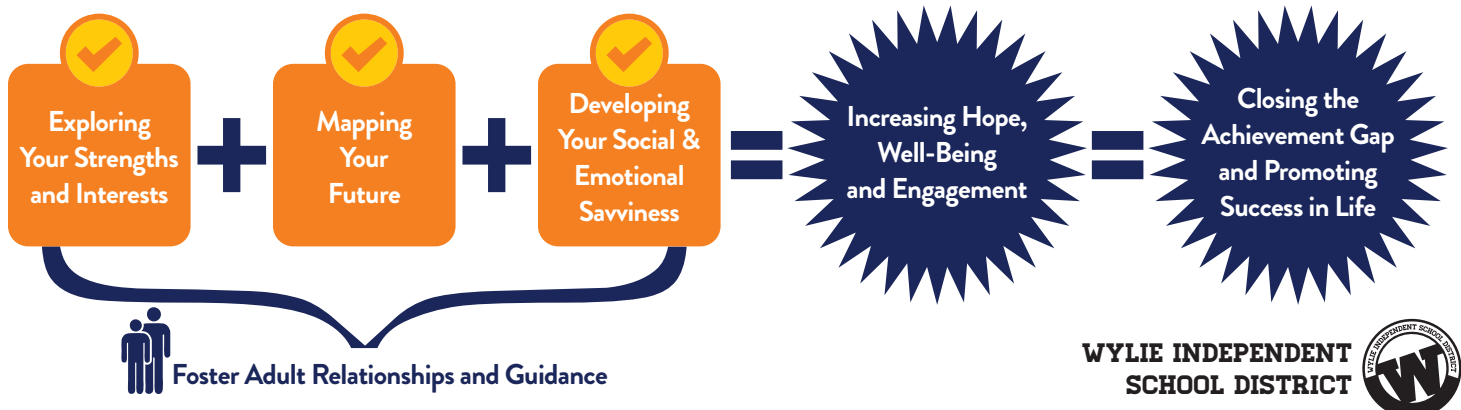 Exploring
Your Strengths
and Interests
Mapping
Your
Future
Developing
Your Social &
Emotional
Savviness
Increasing Hope,
Well-Being
and Engagement
Closing the
Achievement Gap
and Promoting
Success in Life
Foster Adult Relationships and Guidance
WYLIE INDEPENDENT
SCHOOL DISTRICT
WYLIE INDEPENDENT SCHOOL DISTRICT
W